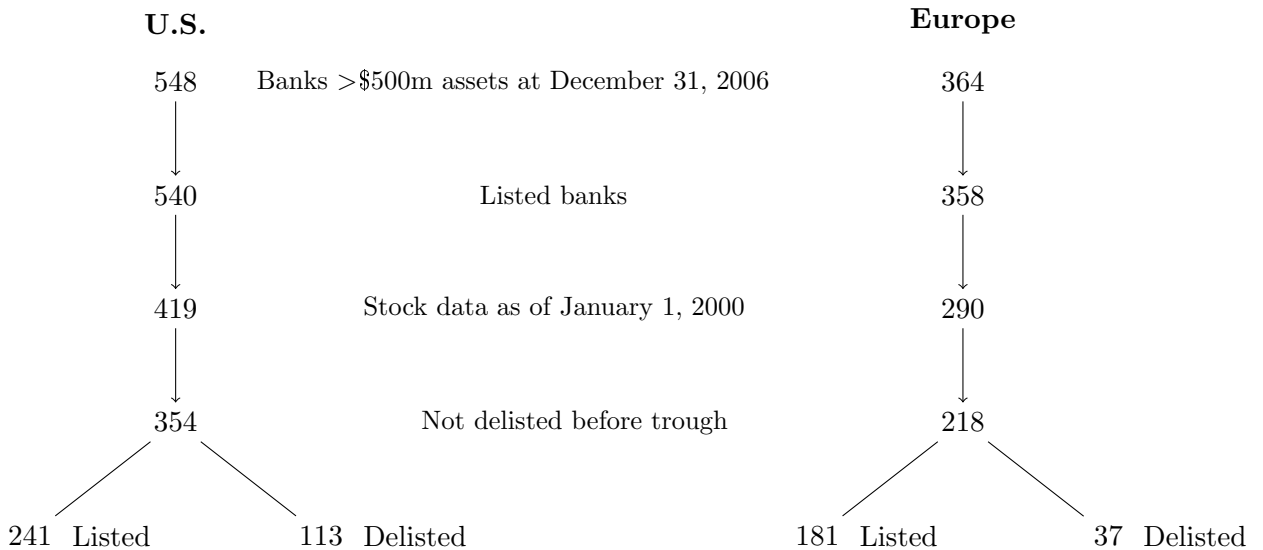 U.S. Europe
548 Banks >$500m assets at December 31, 2006 364
540 Listed banks 358
419 Stock data as of January 1, 2000 290
354 Not delisted before trough 218
241 Listed 113 Delisted 181 Listed 37 Delisted